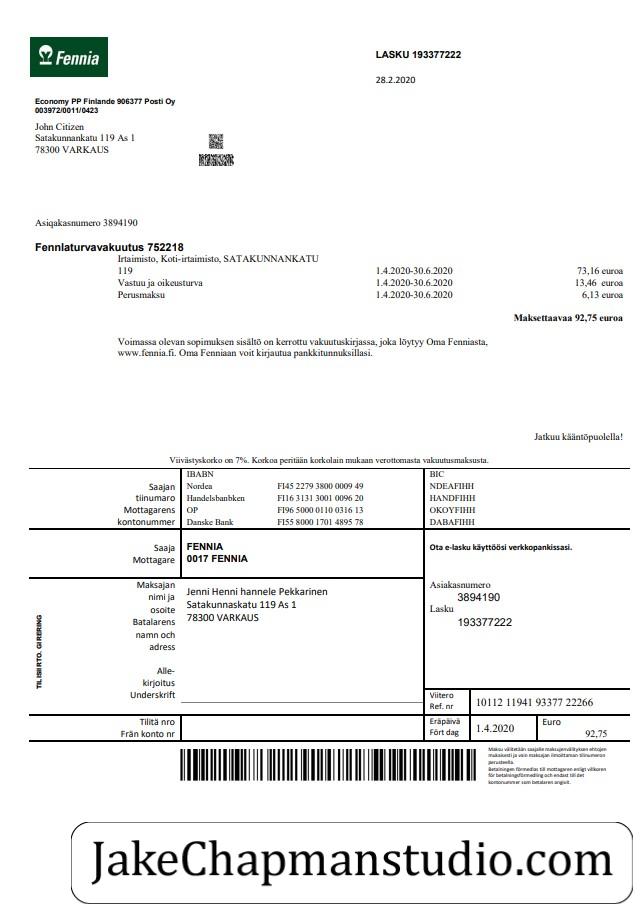 Fennia
LASKU 193377222
28.2.2020
Economy PP Finlande 906377 Posti Oy
003972/0011/0423
John Citizen
Satakunnankatu 119 As 1
78300 VARKAUS
Asiqakasnumero 3894190
Fennlaturvavakuutus 752218
Irtaimisto, Koti-irtaimisto, SATAKUNNANKATU
119 1.4.2020-30.6.2020 73,16 euroa
Vastuu ja oikeusturva 1.4.2020-30.6.2020 13,46 euroa
Perusmaksu 1.4.2020-30.6.2020 6,13 euroa
Maksettaavaa 92,75 euroa
Voimassa olevan sopimuksen sisältö on kerrottu vakuutuskirjassa, joka löytyy Oma Fenniasta,
www.fennia.fi. Oma Fenniaan voit kirjautua pankkitunnuksillasi.
Jatkuu kääntöpuolella!
Viivästyskorko on 7%. Korkoa peritään korkolain mukaan verottomasta vakuutusmaksusta.
IBABN BIC
Saajan Nordea FI45 2279 3800 0009 49 NDEAFIHH
tiinumaro Handelsbanbken FI16 3131 3001 0096 20 HANDFIHH
Mottagarens OP FI96 5000 0110 0316 13 OKOYFIHH
kontonummer Danske Bank FI55 8000 1701 4895 78 DABAFIHH
Saaja FENNIA
Mottagare 0017 FENNIA
Ota e-lasku käyttöösi verkkopankissasi.
Maksajan
nimi ja
osoite
Batalarens
namn och
adress
Jenni Henni hannele Pekkarinen
Satakunnaskatu 119 As 1
78300 VARKAUS
Asiakasnumero
3894190
Lasku
193377222
TILISIIRTO. GIRERING
Alle-
kirjoitus
Underskrift
Viitero
Ref. nr
10112 11941 93377 22266
Tilitä nro
Från konto nr
Eräpäivä
Fört dag
1.4.2020
Euro
92,75
Maksu välitetään saajalle maksujenvälityksen ehtojen
mukaisesti ja vain maksajan ilmoittaman tilinumeron
perusteella.
Betalningen förmedlas till mottagaren enligt villkoren
för betalningsförmedling och endast till det
kontonummer som betalaren angivit.
JakeChapmanstudio.com